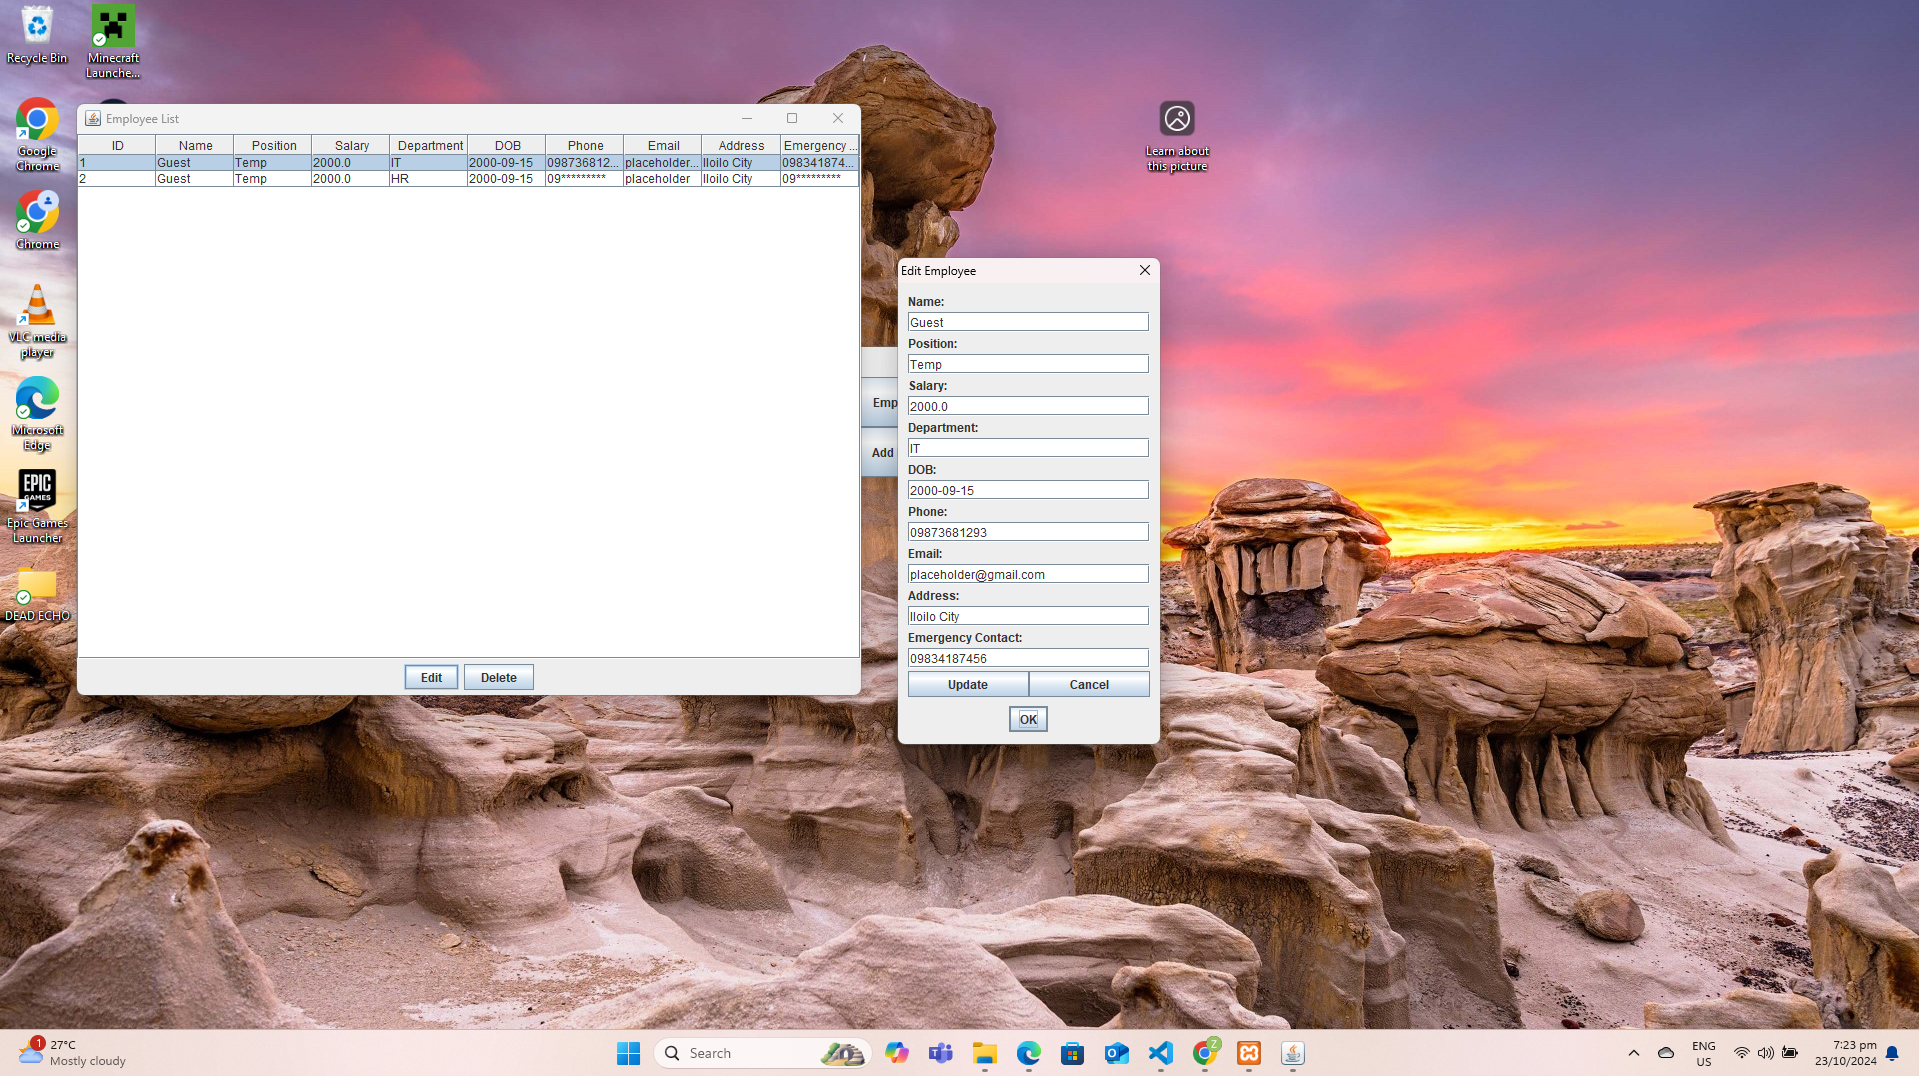 Recycle Bin
Minecraft
Launche...
Google
Chrome
Chrome
VLC media
player
Microsoft
Edge
EPIC
GAMES
Epic Games
Launcher
DEAD ECHO
Learn about
this picture
Employee List
ID Name Position Salary Department DOB Phone Email Address Emergency ...
1 Guest Temp 2000.0 IT 2000-09-15 098736812... placeholder... Iloilo City 098341874...
2 Guest Temp 2000.0 HR 2000-09-15 09********* placeholder Iloilo City 09*********
Edit Delete
Emp
Add
Edit Employee
Name:
Guest
Position:
Temp
Salary:
2000.0
Department:
IT
DOB:
2000-09-15
Phone:
09873681293
Email:
placeholder@gmail.com
Address:
Iloilo City
Emergency Contact:
09834187456
Update Cancel
OK
1
27°C
Mostly cloudy
Search
Z
ENG
US
7:23 pm
23/10/2024